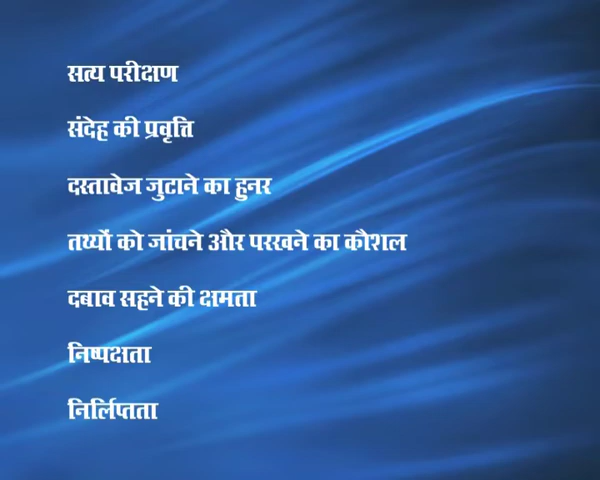 सत्य परीक्षण
संदेह की प्रवृत्ति
दस्तावेज जुटाने का हुनर
तथ्यों को जांचने और परखने का कौशल
दबाव सहने की क्षमता
निष्पक्षता
निर्लिप्तता